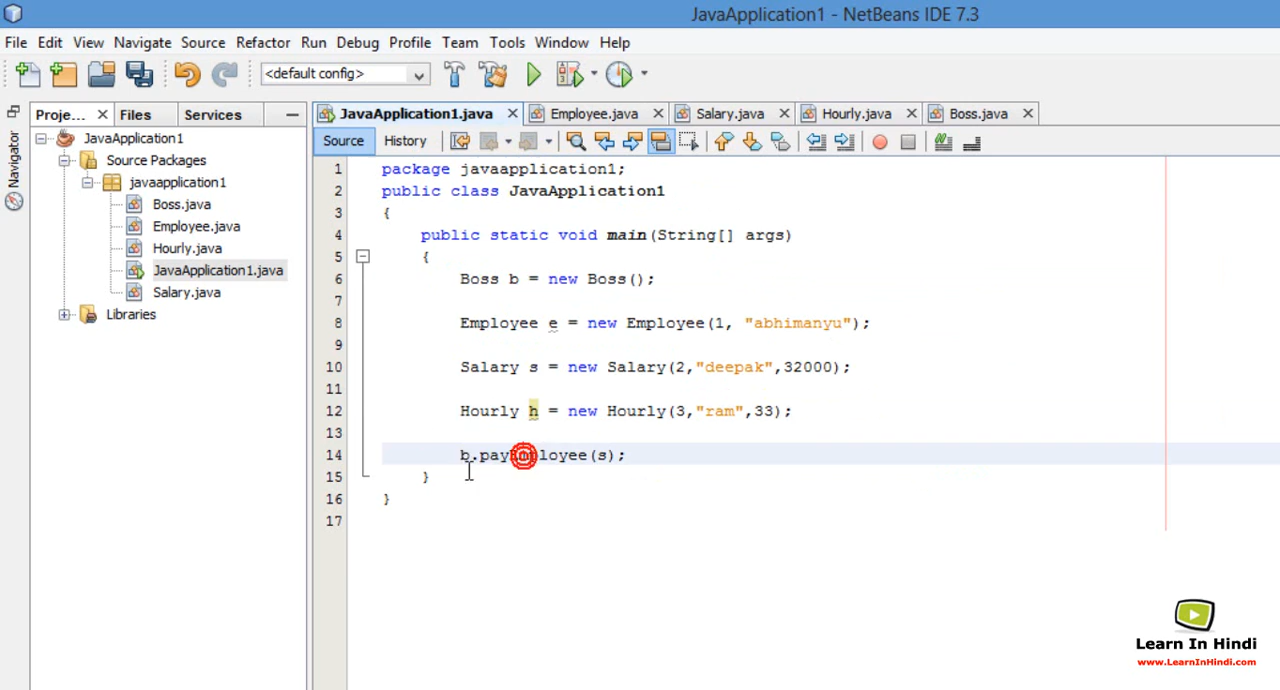 JavaApplication1 - NetBeans IDE 7.3
File Edit View Navigate Source Refactor Run Debug Profile Team Tools Window Help
<default config>
Proje... Files Services
JavaApplication1.java Employee.java Salary.java Hourly.java Boss.java
Navigator
Source History
JavaApplication1
Source Packages
javaapplication1
Boss.java
Employee.java
Hourly.java
JavaApplication1.java
Salary.java
Libraries
1 package javaapplication1;
2 public class JavaApplication1
3 {
4 public static void main(String[] args)
5 {
6 Boss b = new Boss();
7
8 Employee e = new Employee(1, "abhimanyu");
9
10 Salary s = new Salary(2,"deepak",32000);
11
12 Hourly h = new Hourly(3,"ram",33);
13
14 b.payEmployee(s);
15 }
16 }
17
Learn In Hindi
www.LearnInHindi.com